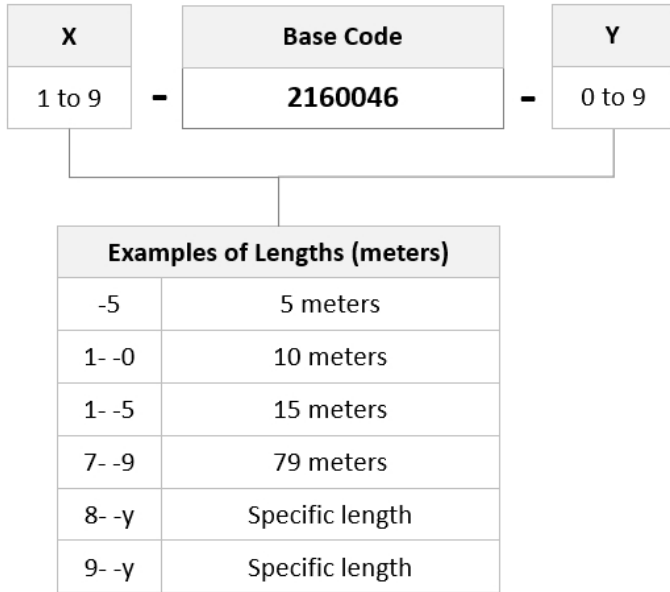 X Base Code Y
1 to 9 - 2160046 - 0 to 9
Examples of Lengths (meters)
-5 5 meters
1- -0 10 meters
1- -5 15 meters
7- -9 79 meters
8- -y Specific length
9- -y Specific length